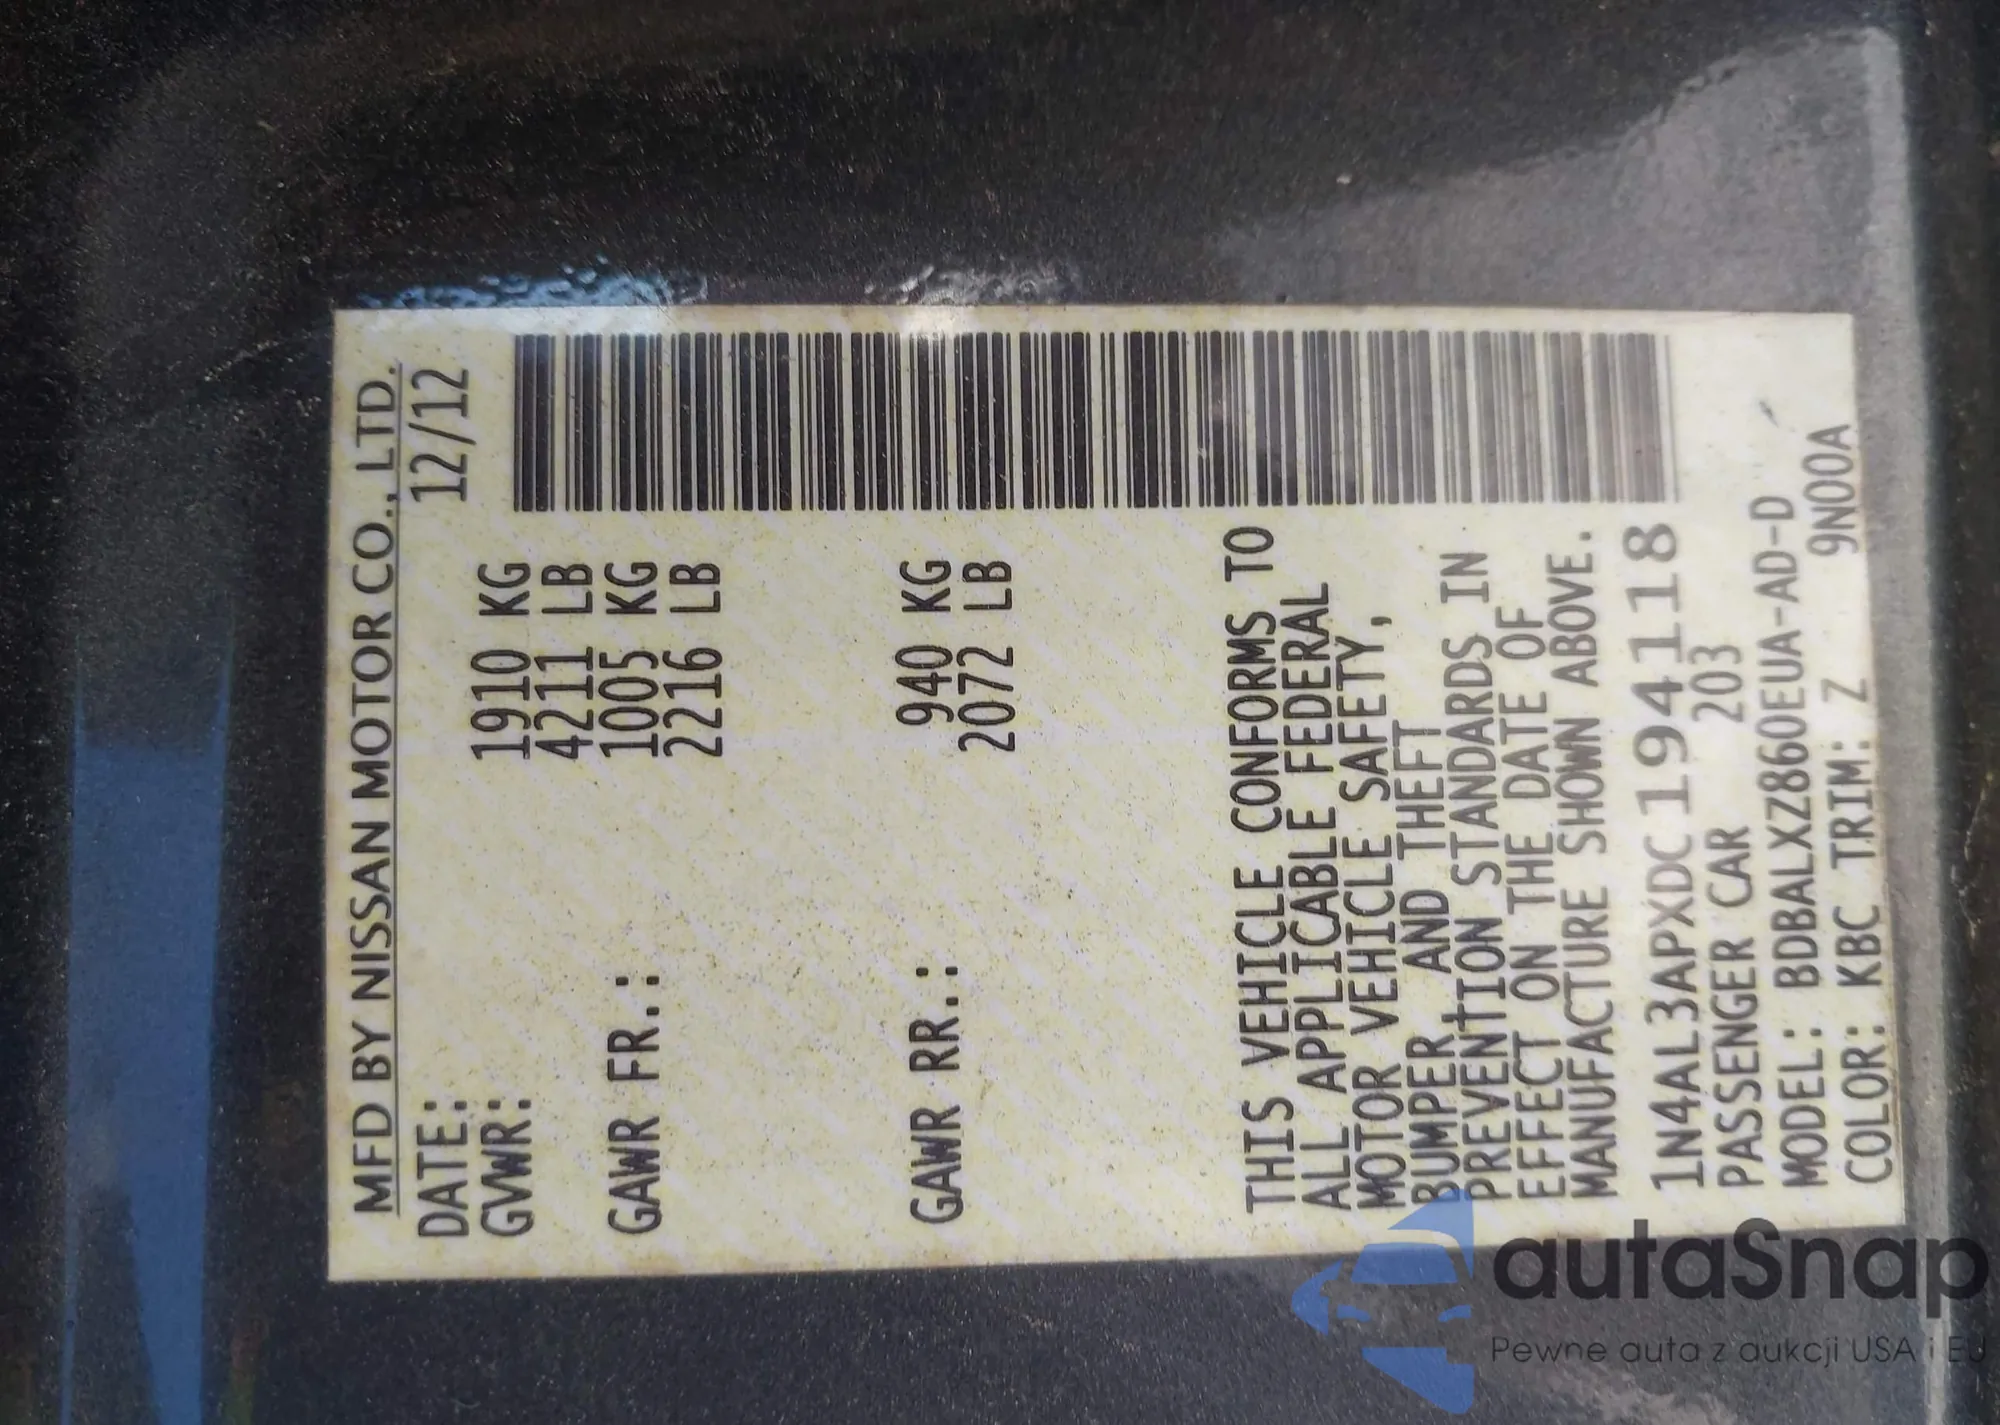 MFD BY NISSAN MOTOR CO., LTD.
DATE: 12/12
GVWR: 1910 KG
4211 LB
GAWR FR.: 1005 KG
2216 LB
GAWR RR.: 940 KG
2072 LB
THIS VEHICLE CONFORMS TO
ALL APPLICABLE FEDERAL
MOTOR VEHICLE SAFETY,
BUMPER AND THEFT
PREVENTION STANDARDS IN
EFFECT ON THE DATE OF
MANUFACTURE SHOWN ABOVE.
1N4AL3APXDC194118
PASSENGER CAR 203
MODEL: BDBALXZ860EUA-AD-D
COLOR: KBC TRIM: Z 9N00A
autaSnap
Pewne auta z aukcji USA i EU